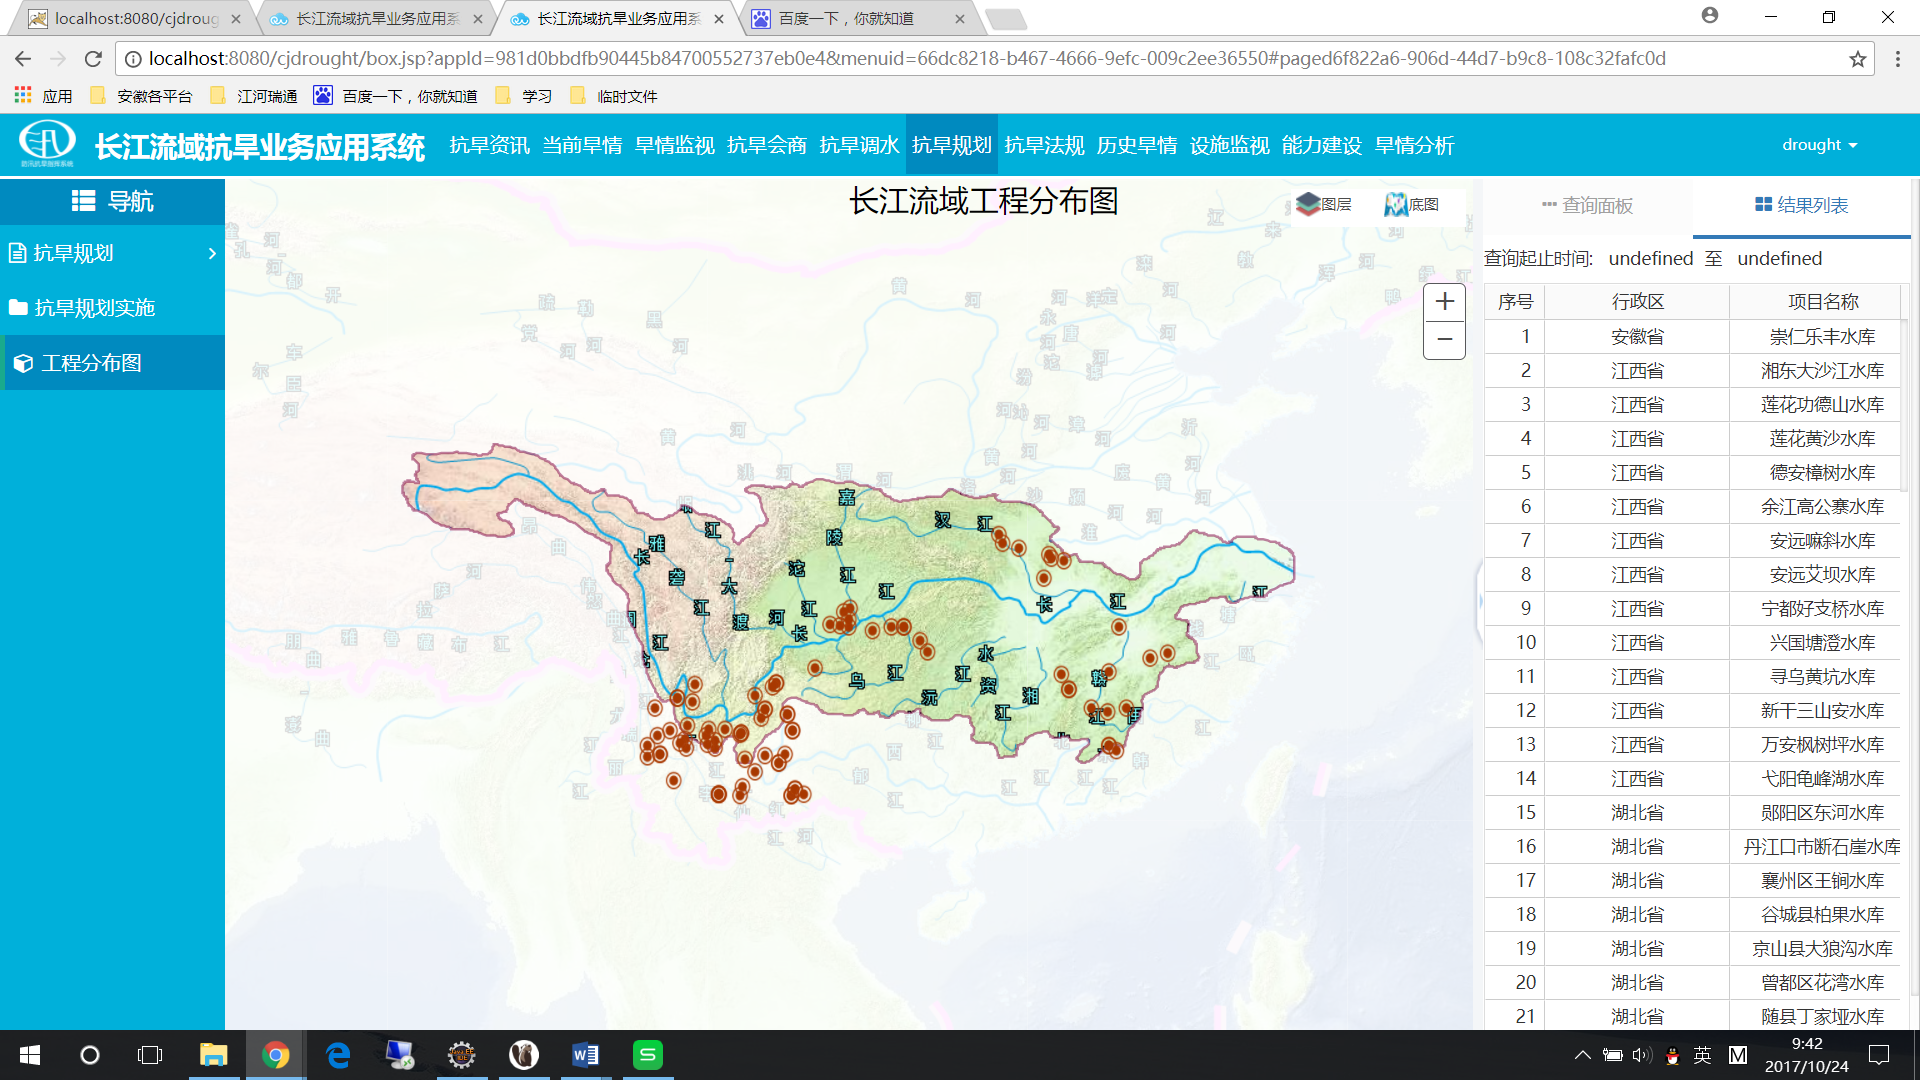 localhost:8080/cjdroug
长江流域抗旱业务应用系
长江流域抗旱业务应用系
百度一下，你就知道
localhost:8080/cjdrought/box.jsp?appId=981d0bbdfb90445b84700552737eb0e4&menuid=66dc8218-b467-4666-9efc-009c2ee36550#paged6f822a6-906d-44d7-b9c8-108c32fafc0d
应用 安徽各平台 江河瑞通 百度一下，你就知道 学习 临时文件
长江流域抗旱业务应用系统
抗旱资讯 当前旱情 旱情监视 抗旱会商 抗旱调水 抗旱规划 抗旱法规 历史旱情 设施监视 能力建设 旱情分析
drought
导航
抗旱规划
抗旱规划实施
工程分布图
长江流域工程分布图
图层 底图
+
−
嘉
陵
江
汉 江
雅
砻
江
长
江
大
渡
河
沱
江
长
江
江
长
江
江
乌
江
沅
江
水
资
湘
江
赣
江
查询面板
结果列表
查询起止时间: undefined 至 undefined
序号 行政区 项目名称
1 安徽省 崇仁乐丰水库
2 江西省 湘东大沙江水库
3 江西省 莲花功德山水库
4 江西省 莲花黄沙水库
5 江西省 德安樟树水库
6 江西省 余江高公寨水库
7 江西省 安远嘛斜水库
8 江西省 安远艾坝水库
9 江西省 宁都好支桥水库
10 江西省 兴国塘澄水库
11 江西省 寻乌黄坑水库
12 江西省 新干三山安水库
13 江西省 万安枫树坪水库
14 江西省 弋阳龟峰湖水库
15 湖北省 郧阳区东河水库
16 湖北省 丹江口市断石崖水库
17 湖北省 襄州区王锏水库
18 湖北省 谷城县柏果水库
19 湖北省 京山县大狼沟水库
20 湖北省 曾都区花湾水库
21 湖北省 随县丁家垭水库
英 M
9:42
2017/10/24